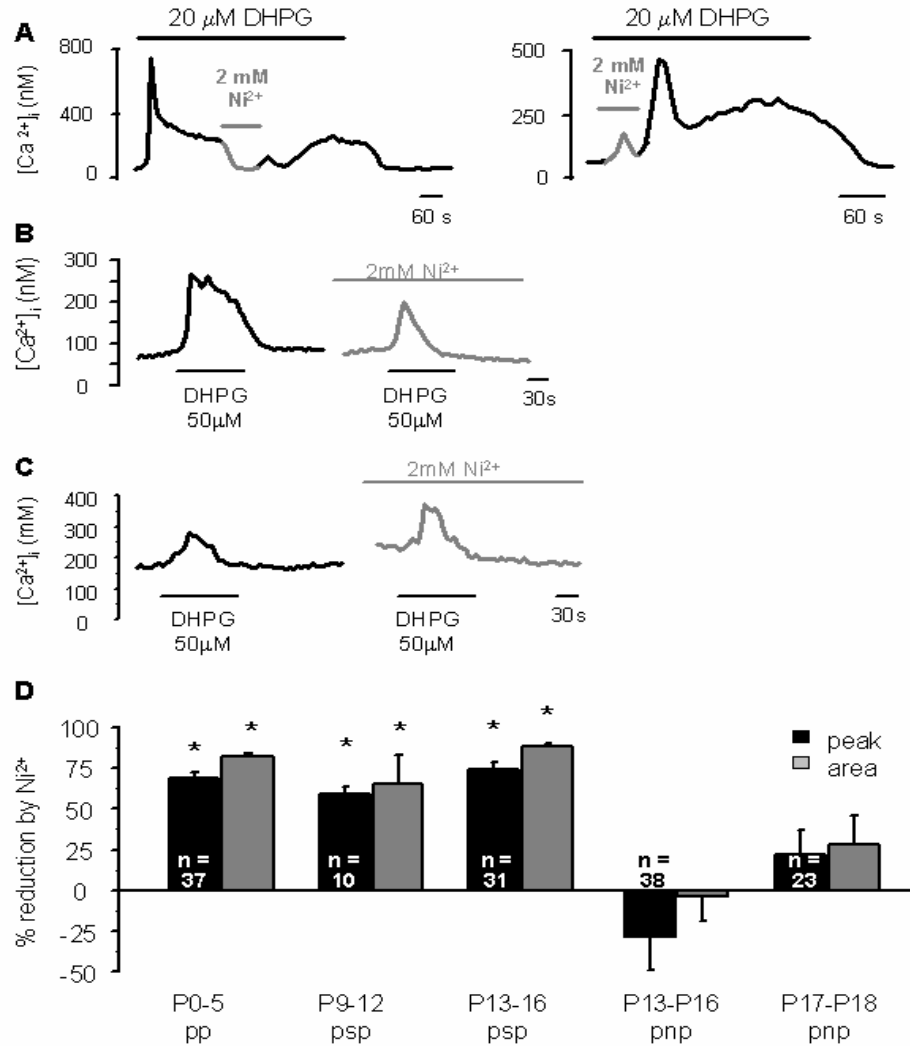 A
20 µM DHPG
20 µM DHPG
[Ca 2+]i (nM)
800
400
0
2 mM
Ni2+
60 s
500
250
0
2 mM
Ni2+
60 s
B
[Ca2+]i (nM)
300
200
100
0
2mM Ni2+
DHPG
50µM
DHPG
50µM
30s
C
[Ca2+]i (mM)
400
300
200
100
0
2mM Ni2+
DHPG
50µM
DHPG
50µM
30s
D
% reduction by Ni2+
100
75
50
25
0
-25
-50
* * * * * *
peak
area
n =
37
n =
10
n =
31
n =
38
n =
23
P0-5
pp
P9-12
psp
P13-16
psp
P13-P16
pnp
P17-P18
pnp